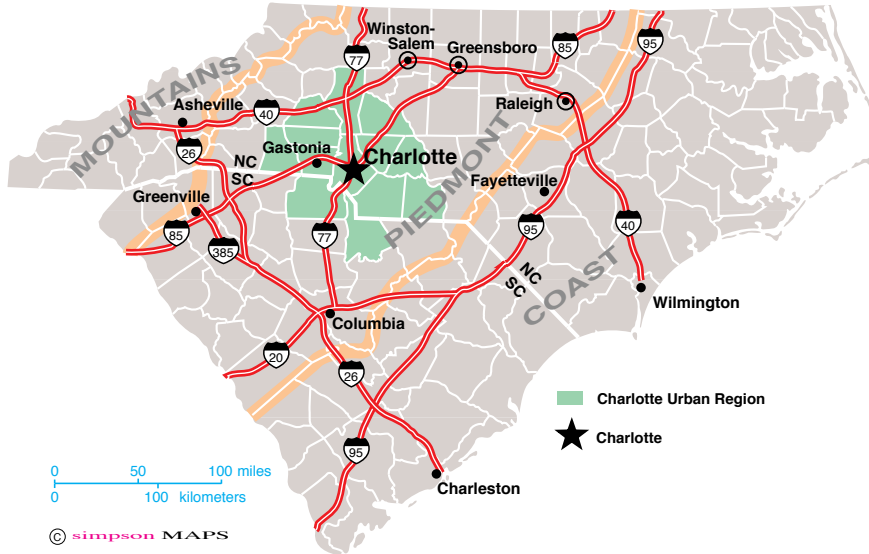 Winston-
Salem
Greensboro
85
95
77
MOUNTAINS
Asheville
40
Raleigh
26
Gastonia
Charlotte
NC
SC
PIEDMONT
Fayetteville
Greenville
85
385
77
95
40
NC
SC
COAST
Wilmington
Columbia
20
26
Charlotte Urban Region
Charlotte
95
0 50 100 miles
0 100 kilometers
Charleston
© simpson MAPS